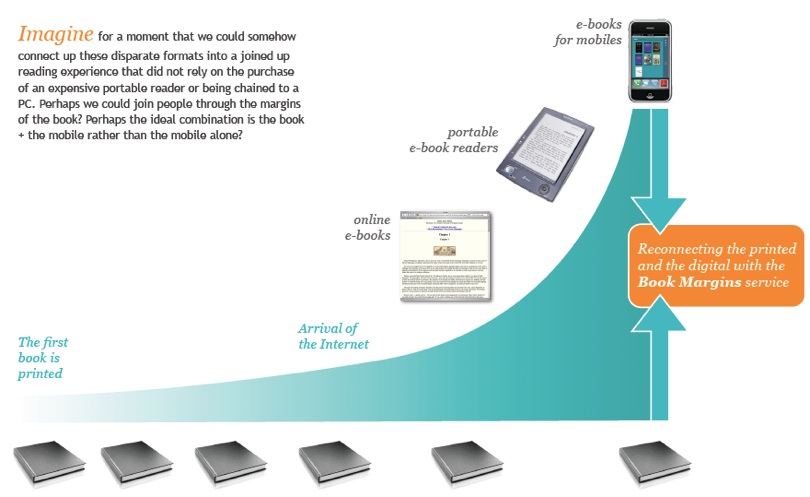 Imagine for a moment that we could somehow
connect up these disparate formats into a joined up
reading experience that did not rely on the purchase
of an expensive portable reader or being chained to a
PC. Perhaps we could join people through the margins
of the book? Perhaps the ideal combination is the book
+ the mobile rather than the mobile alone?
e-books
for mobiles
portable
e-book readers
online
e-books
Reconnecting the printed
and the digital with the
Book Margins service
Arrival of
the Internet
The first
book is
printed